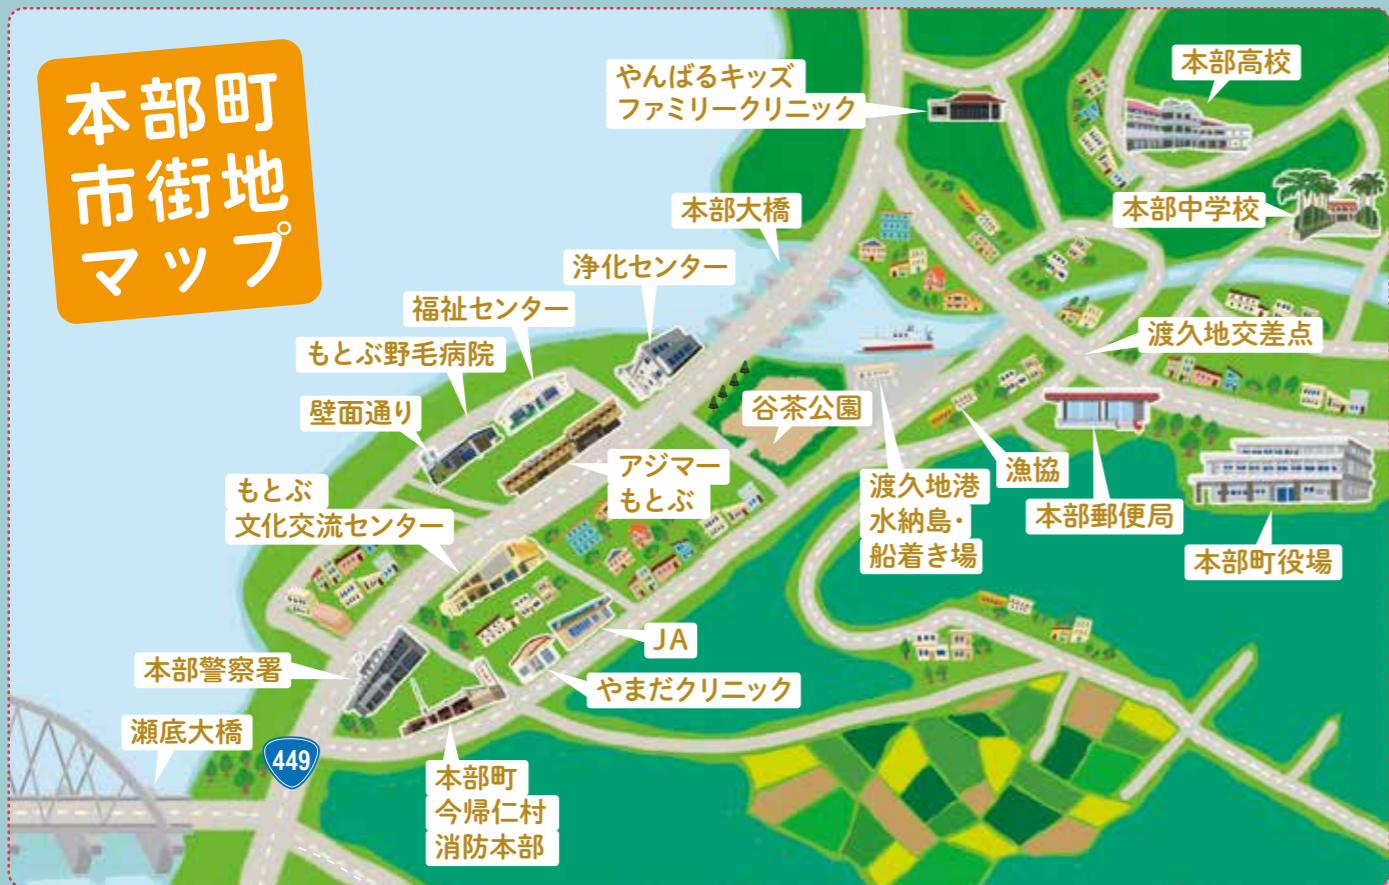 本部町
市街地
マップ
やんばるキッズ
ファミリークリニック
本部高校
本部中学校
本部大橋
浄化センター
福祉センター
もとぶ野毛病院
壁面通り
渡久地交差点
谷茶公園
アジマー
もとぶ
もとぶ
文化交流センター
渡久地港
水納島・
船着き場
漁協
本部郵便局
本部町役場
JA
やまだクリニック
本部警察署
瀬底大橋
449
本部町
今帰仁村
消防本部